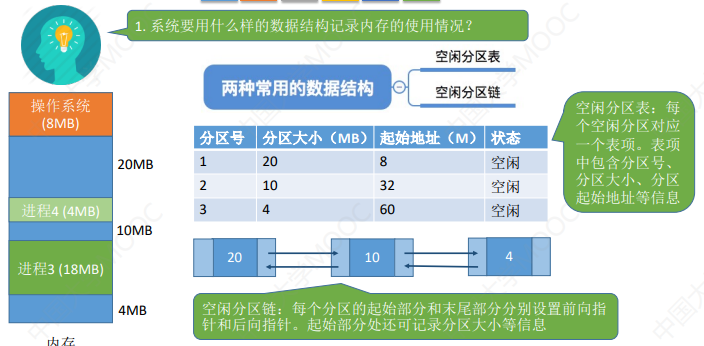 1. 系统要用什么样的数据结构记录内存的使用情况？
操作系统
(8MB)
20MB
进程4 (4MB)
10MB
进程3 (18MB)
4MB
内存
两种常用的数据结构
空闲分区表
空闲分区链
分区号 分区大小（MB） 起始地址（M） 状态
1 20 8 空闲
2 10 32 空闲
3 4 60 空闲
空闲分区表：每
个空闲分区对应
一个表项。表项
中包含分区号、
分区大小、分区
起始地址等信息
20 10 4
空闲分区链：每个分区的起始部分和末尾部分分别设置前向指
针和后向指针。起始部分处还可记录分区大小等信息